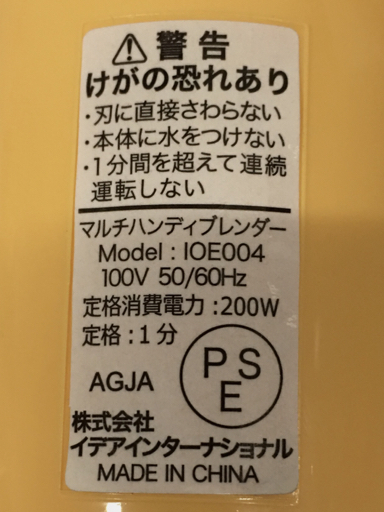 警告
けがの恐れあり
・刃に直接さわらない
・本体に水をつけない
・1分間を超えて連続
運転しない
マルチハンディブレンダー
Model : IOE004
100V 50/60Hz
定格消費電力:200W
定格:1分
AGJA
PSE
株式会社
イデアインターナショナル
MADE IN CHINA